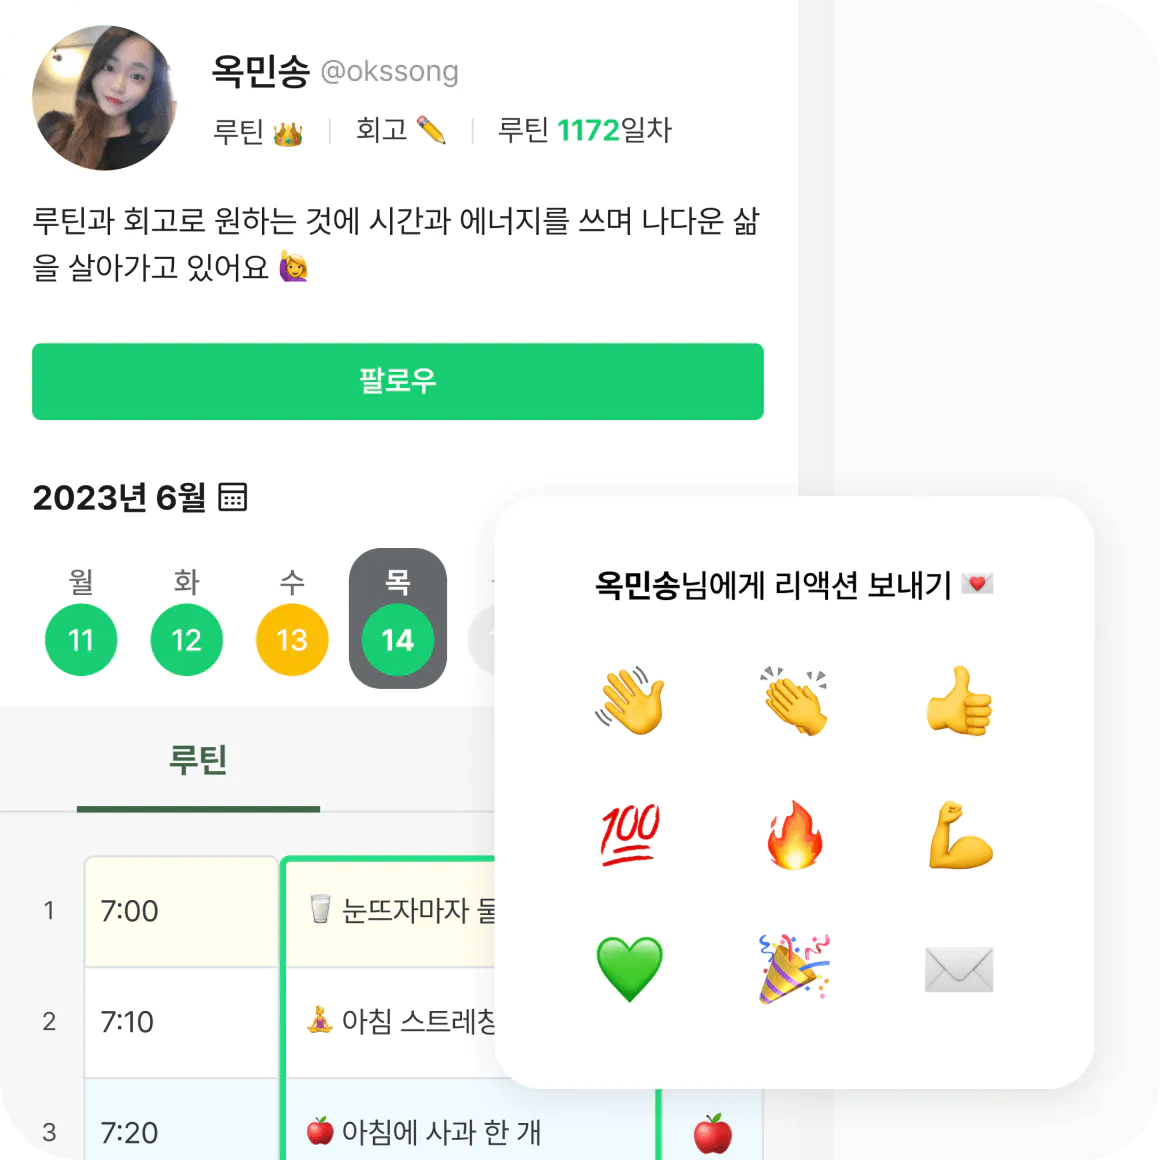 옥민송 @okssong
루틴 👑 | 회고 ✏️ | 루틴 1172일차
루틴과 회고로 원하는 것에 시간과 에너지를 쓰며 나다운 삶
을 살아가고 있어요 🙋‍♀️
팔로우
2023년 6월
월 화 수 목
11 12 13 14
옥민송님에게 리액션 보내기 💌
💯
루틴
1 7:00 🥛 눈뜨자마자
2 7:10 🧘 아침 스트레칭
3 7:20 🍎 아침에 사과 한 개 🍎